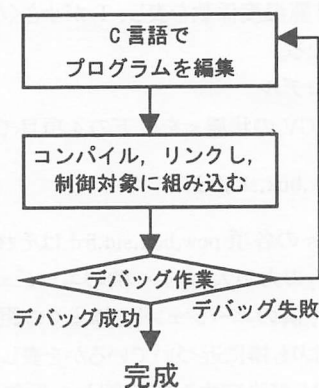 C言語で
プログラムを編集
コンパイル，リンクし，
制御対象に組み込む
デバッグ作業
デバッグ成功
デバッグ失敗
完成